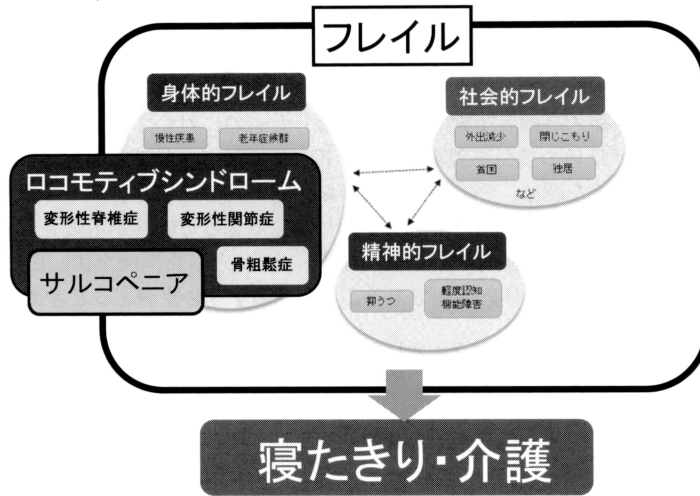 フレイル
身体的フレイル
慢性疾患
老年症候群
社会的フレイル
外出減少
閉じこもり
貧困
独居
など
ロコモティブシンドローム
変形性脊椎症
変形性関節症
骨粗鬆症
サルコペニア
精神的フレイル
抑うつ
軽度認知
機能障害
寝たきり・介護